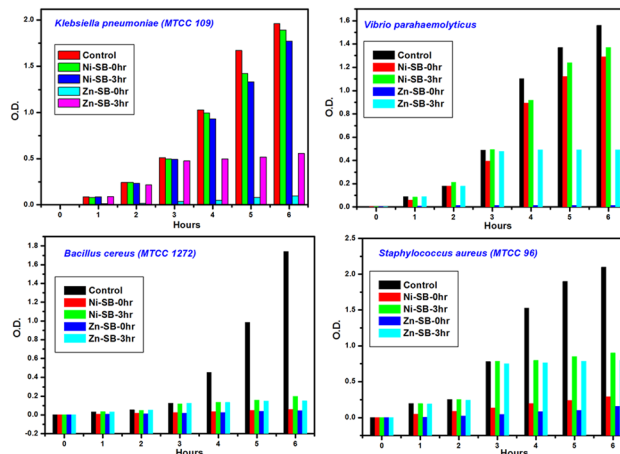 Klebsiella pneumoniae (MTCC 109)
Control
Ni-SB-0hr
Ni-SB-3hr
Zn-SB-0hr
Zn-SB-3hr
O.D.
2.0
1.5
1.0
0.5
0.0
0 1 2 3 4 5 6
Hours
Vibrio parahaemolyticus
Control
Ni-SB-0hr
Ni-SB-3hr
Zn-SB-0hr
Zn-SB-3hr
O.D.
1.6
1.4
1.2
1.0
0.8
0.6
0.4
0.2
0.0
0 1 2 3 4 5 6
Hours
Bacillus cereus (MTCC 1272)
Control
Ni-SB-0hr
Ni-SB-3hr
Zn-SB-0hr
Zn-SB-3hr
O.D.
1.8
1.6
1.4
1.2
1.0
0.8
0.6
0.4
0.2
0.0
-0.2
0 1 2 3 4 5 6
Hours
Staphylococcus aureus (MTCC 96)
Control
Ni-SB-0hr
Ni-SB-3hr
Zn-SB-0hr
Zn-SB-3hr
O.D.
2.5
2.0
1.5
1.0
0.5
0.0
0 1 2 3 4 5 6
Hours